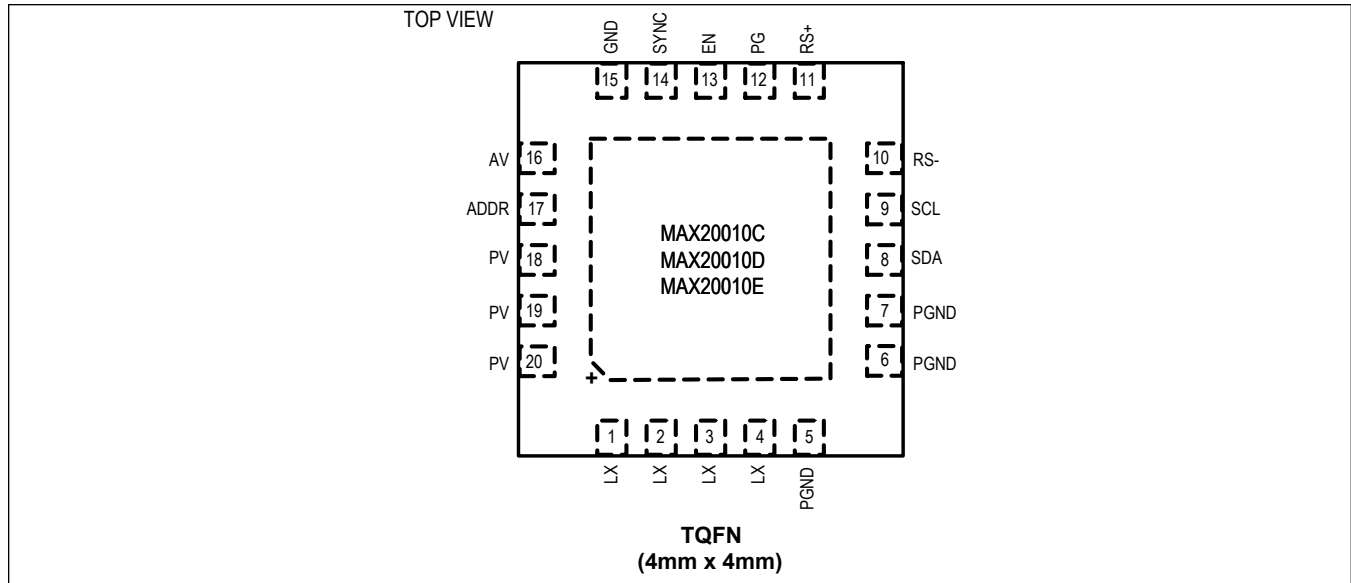 TOP VIEW
GND SYNC EN PG RS+
15 14 13 12 11
AV 16 10 RS-
ADDR 17 9 SCL
PV 18 8 SDA
PV 19 7 PGND
PV 20 6 PGND
MAX20010C
MAX20010D
MAX20010E
+
1 2 3 4 5
LX LX LX LX PGND
TQFN
(4mm x 4mm)